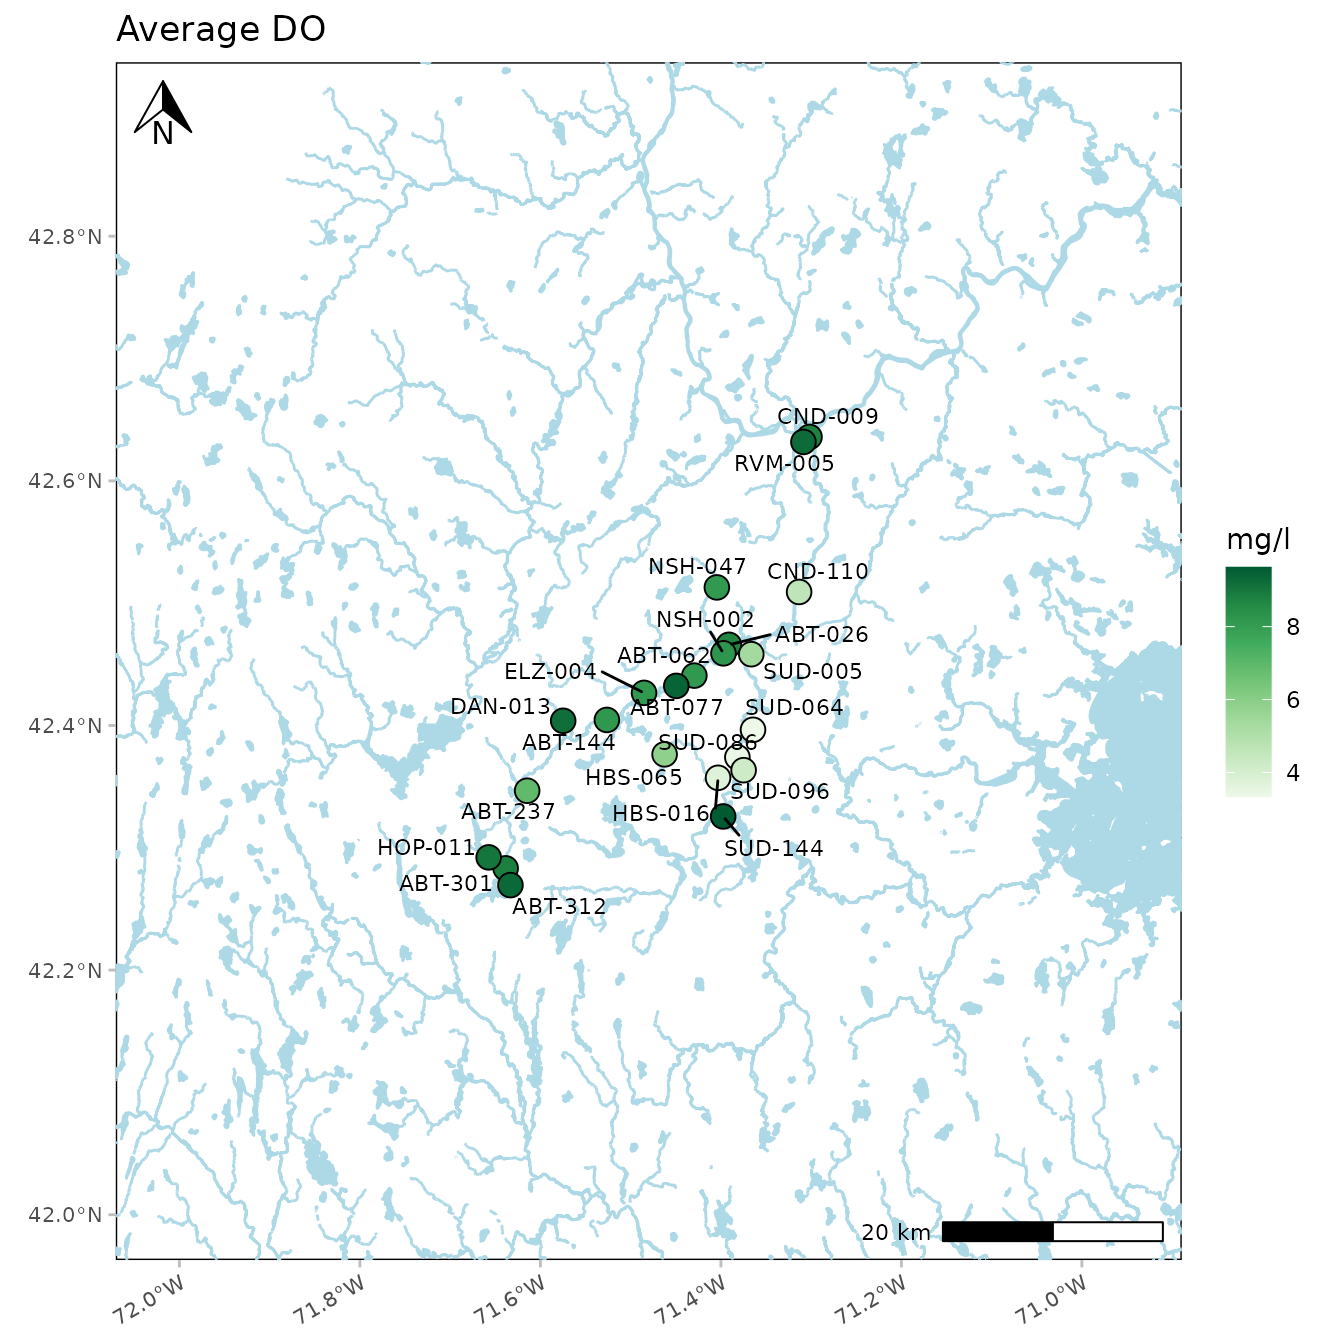 Average DO
N
42.8°N
42.6°N
42.4°N
42.2°N
42.0°N
CND-009
RVM-005
NSH-047
CND-110
NSH-002
ABT-026
ABT-062
SUD-005
ELZ-004
ABT-077
SUD-064
DAN-013
ABT-144
SUD-086
HBS-065
SUD-096
ABT-237
HBS-016
HOP-011
SUD-144
ABT-301
ABT-312
mg/l
8
6
4
20 km
72.0°W
71.8°W
71.6°W
71.4°W
71.2°W
71.0°W